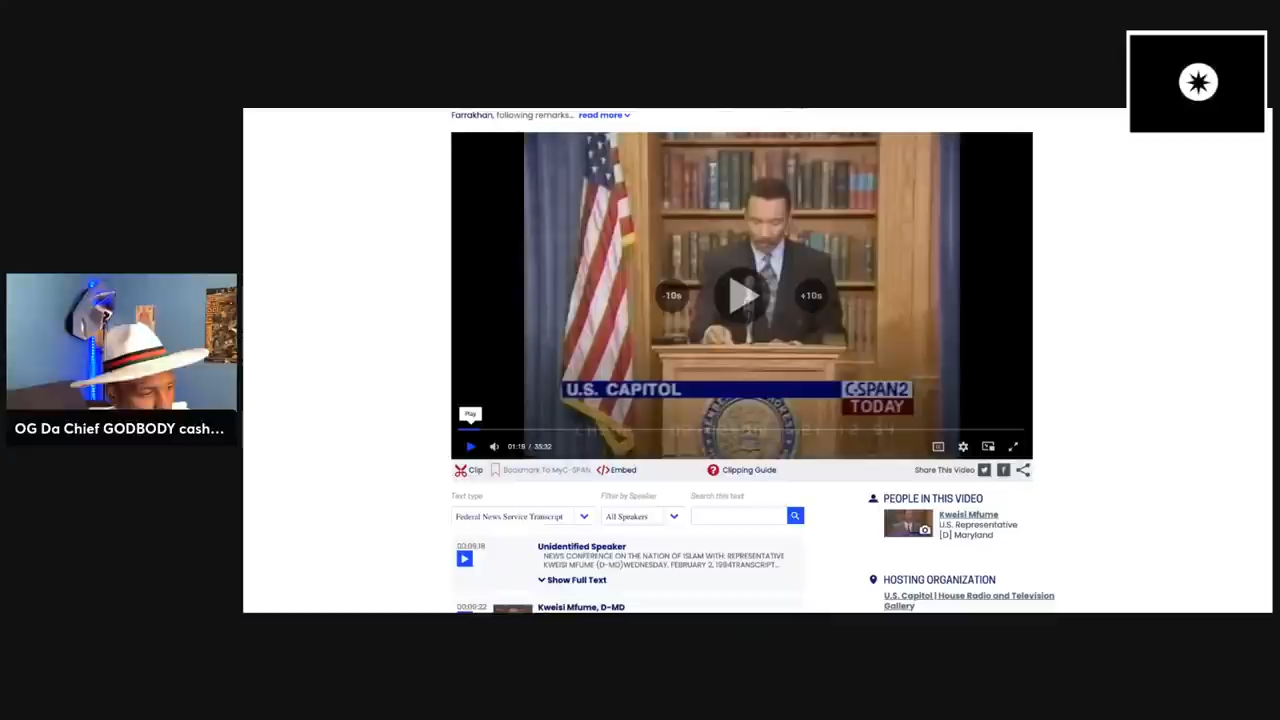 Farrakhan, following remarks... read more
-10s
+10s
U.S. CAPITOL
C-SPAN2
TODAY
Play
01:15 / 35:32
Clip
Bookmark To MyC-SPAN
Embed
Clipping Guide
Share This Video
Text type
Filter by Speaker
Search this text
Federal News Service Transcript
All Speakers
PEOPLE IN THIS VIDEO
Kweisi Mfume
U.S. Representative
[D] Maryland
00:09:18
Unidentified Speaker
NEWS CONFERENCE ON THE NATION OF ISLAM WITH: REPRESENTATIVE
KWEISI MFUME (D-MD)WEDNESDAY, FEBRUARY 2, 1994TRANSCRIPT...
Show Full Text
HOSTING ORGANIZATION
U.S. Capitol | House Radio and Television
Gallery
00:09:22
Kweisi Mfume, D-MD
OG Da Chief GODBODY cash...